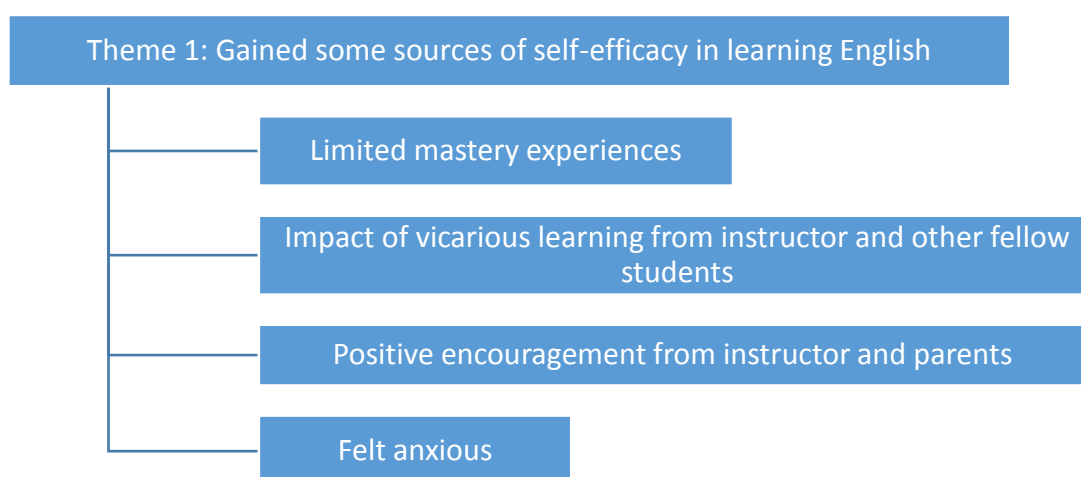 Theme 1: Gained some sources of self-efficacy in learning English
Limited mastery experiences
Impact of vicarious learning from instructor and other fellow
students
Positive encouragement from instructor and parents
Felt anxious